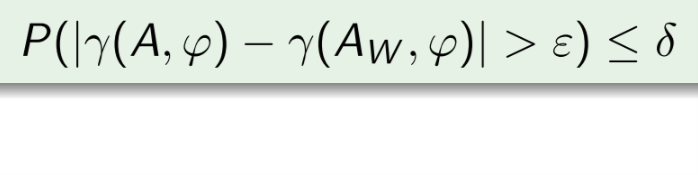 P(|γ(A, φ) − γ(A_W, φ)| > ε) ≤ δ